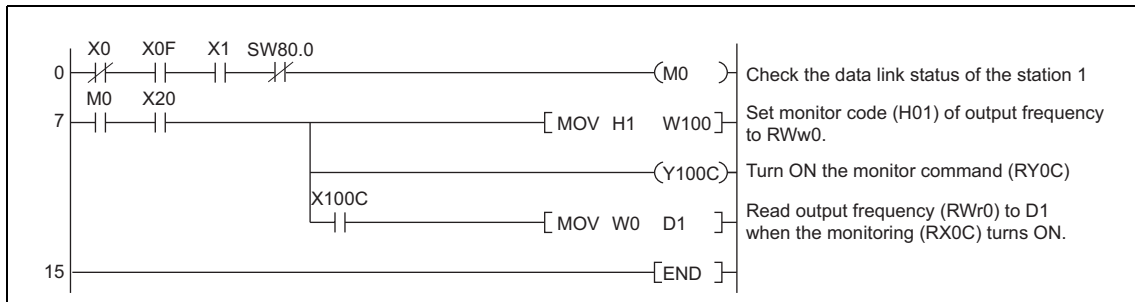 X0 X0F X1 SW80.0
0 M0 Check the data link status of the station 1
M0 X20
7 MOV H1 W100 Set monitor code (H01) of output frequency
to RWw0.
Y100C Turn ON the monitor command (RY0C)
X100C
MOV W0 D1 Read output frequency (RWr0) to D1
when the monitoring (RX0C) turns ON.
15 END